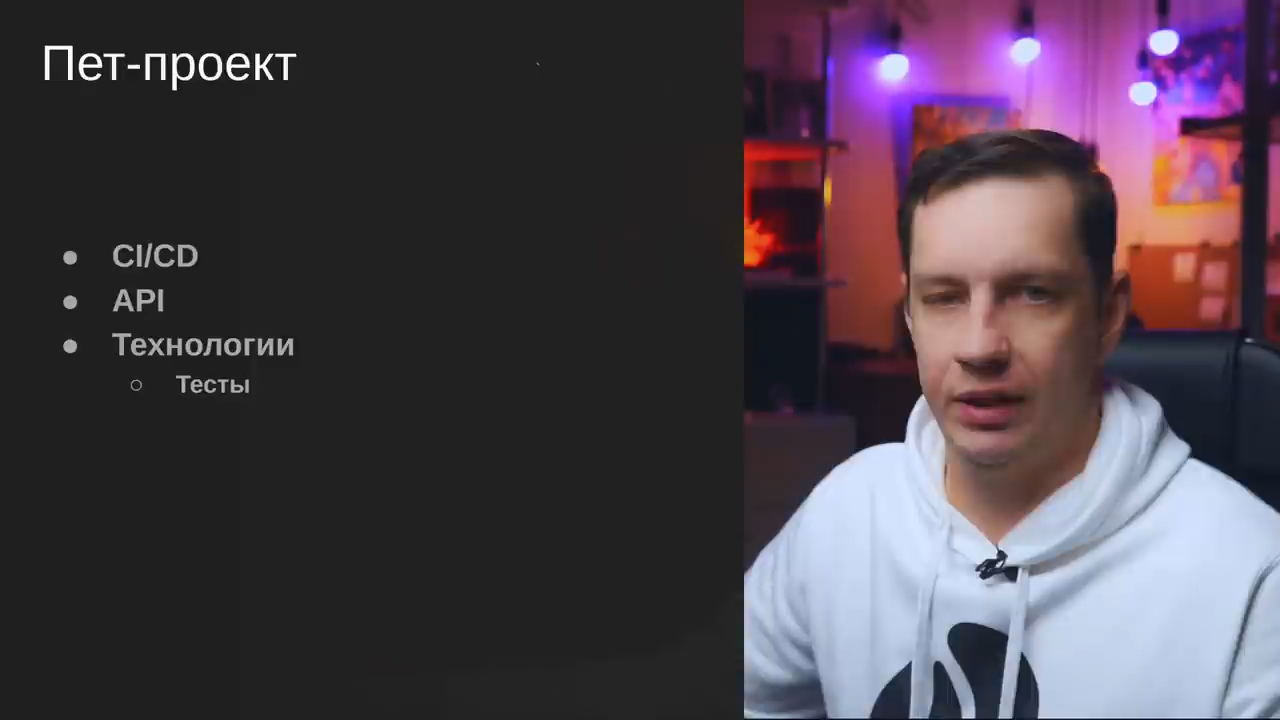 Пет-проект
● CI/CD
● API
● Технологии
○ Тесты